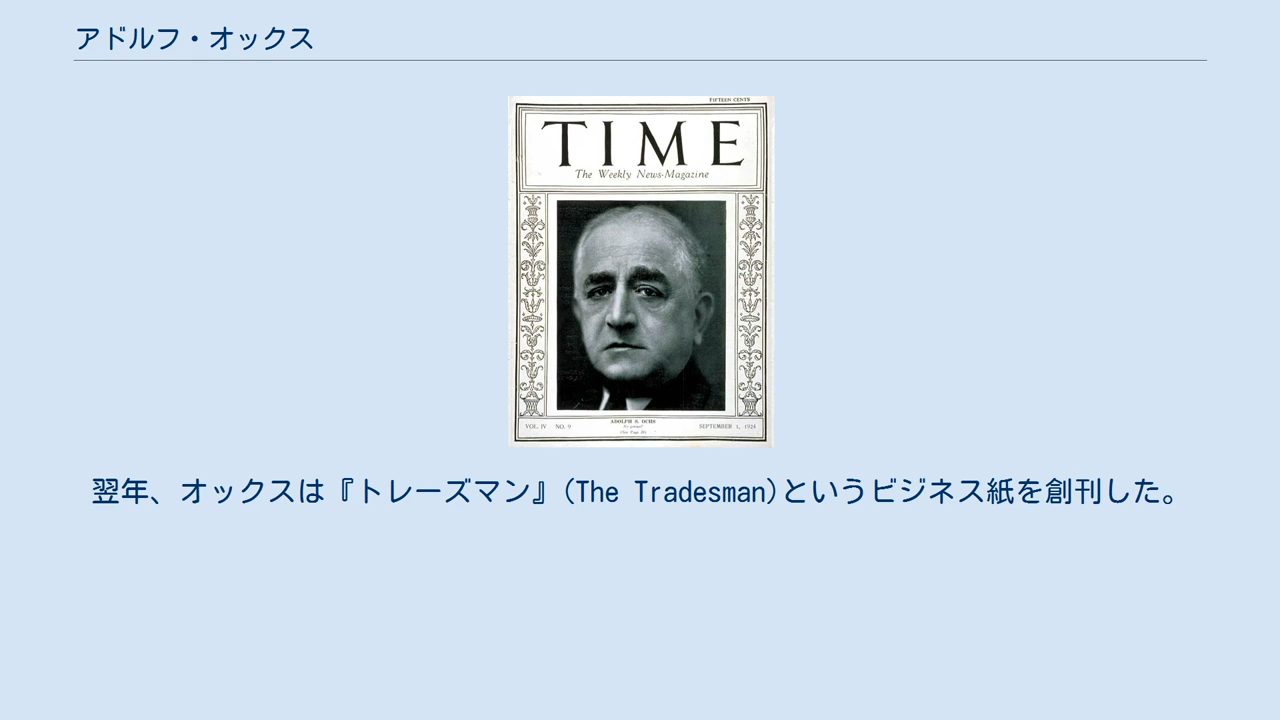 アドルフ・オックス
FIFTEEN CENTS
TIME
The Weekly News-Magazine
VOL. IV NO. 9
ADOLPH S. OCHS
SEPTEMBER 1, 1924
翌年、オックスは『トレーズマン』(The Tradesman)というビジネス紙を創刊した。